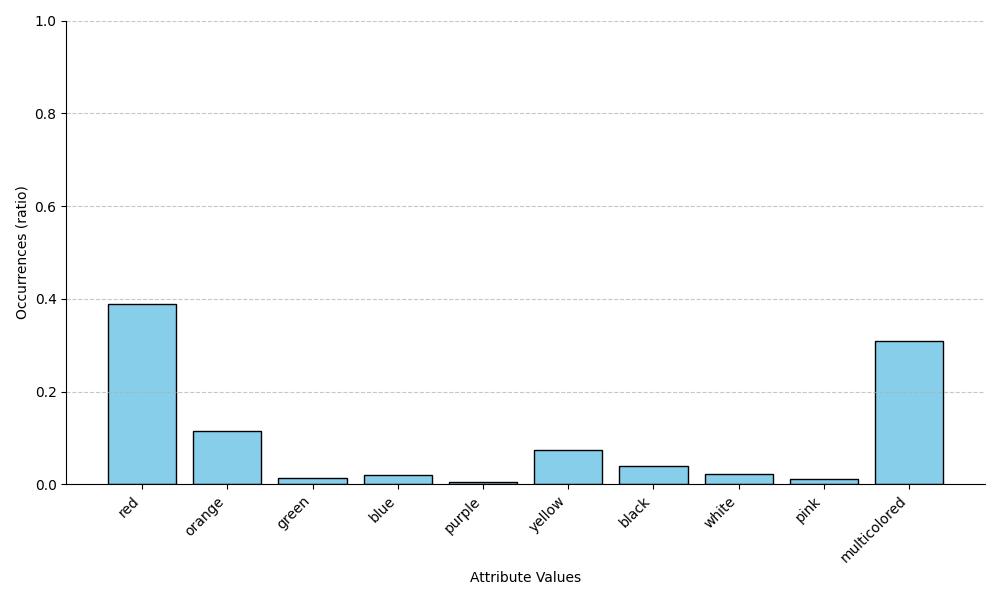 1.0
0.8
0.6
0.4
0.2
0.0
Occurrences (ratio)
red
orange
green
blue
purple
yellow
black
white
pink
multicolored
Attribute Values